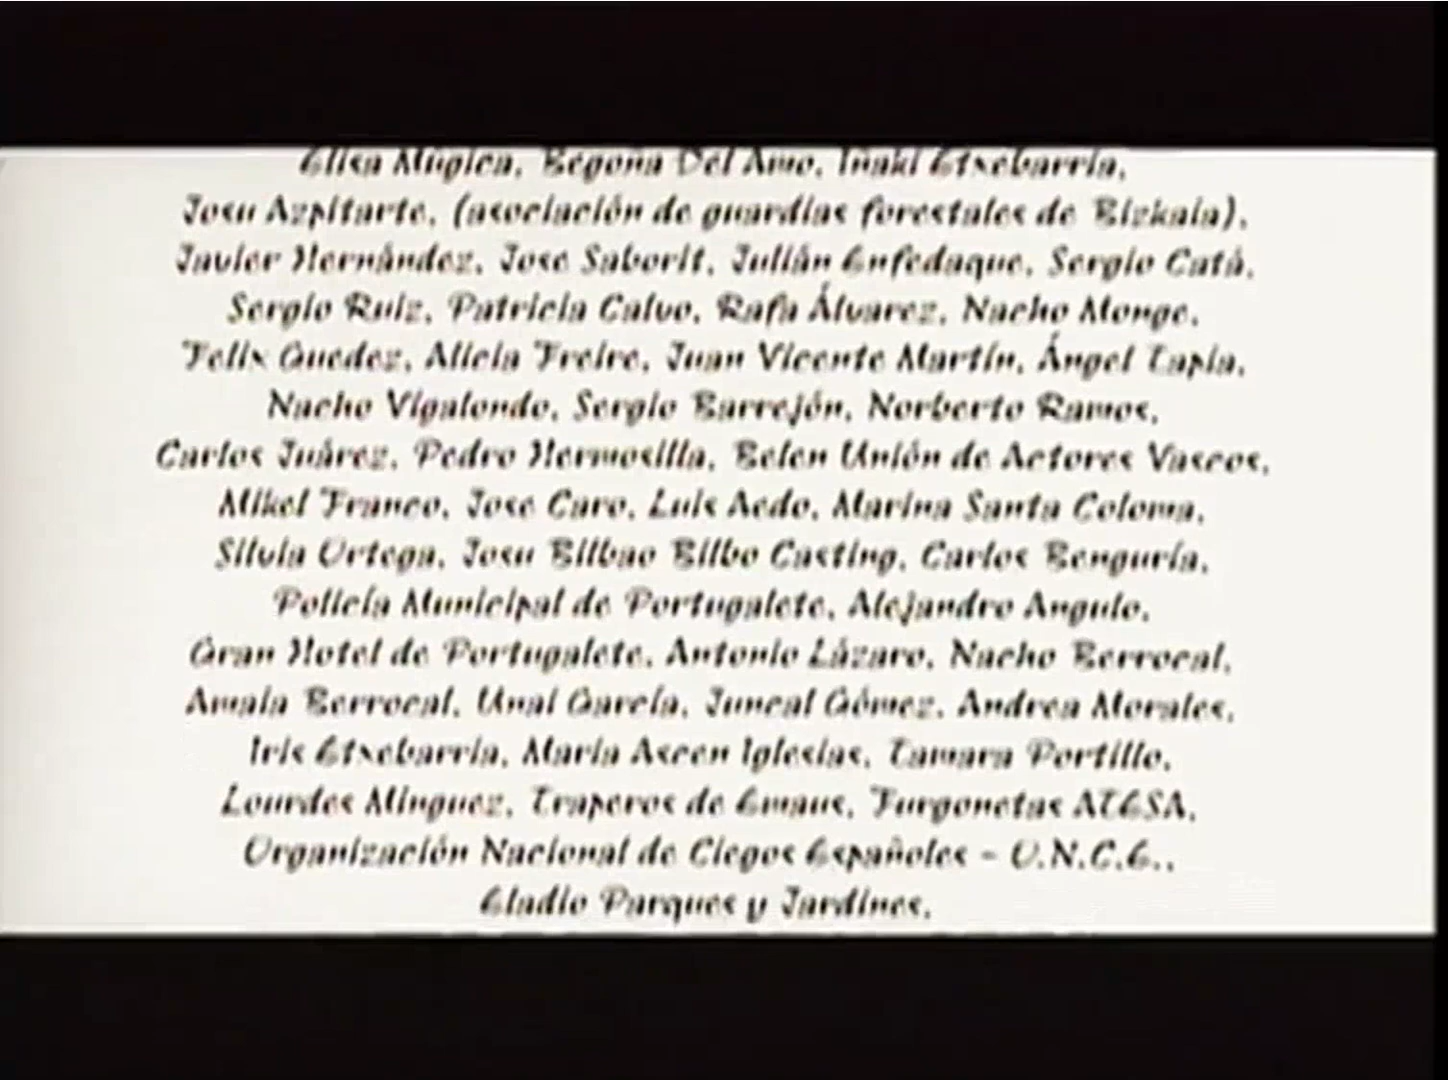 Elisa Múgica, Begoña Del Amo, Iñaki Etxebarria,
Josu Azpitarte, (asociación de guardias forestales de Bizkaia),
Javier Hernández, Jose Saborit, Julián Enfedaque, Sergio Catá,
Sergio Ruiz, Patricia Calvo, Rafa Álvarez, Nacho Monge,
Felix Guedez, Alicia Freire, Juan Vicente Martín, Ángel Tapia,
Nacho Vigalondo, Sergio Barrejón, Norberto Ramos,
Carlos Juárez, Pedro Hermosilla, Belen Unión de Actores Vascos,
Mikel Franco, Jose Caro, Luis Aedo, Marina Santa Coloma,
Silvia Ortega, Josu Bilbao Bilbo Casting, Carlos Benguría,
Policía Municipal de Portugalete, Alejandro Angulo,
Gran Hotel de Portugalete, Antonio Lázaro, Nacho Berrocal,
Amaia Berrocal, Unai García, Juncal Gómez, Andrea Morales,
Iris Etxebarria, Maria Ascen Iglesias, Tamara Portillo,
Lourdes Minguez, Traperos de Emaus, Furgonetas ATESA,
Organización Nacional de Ciegos Españoles - O.N.C.E.,
Eladio Parques y Jardines,